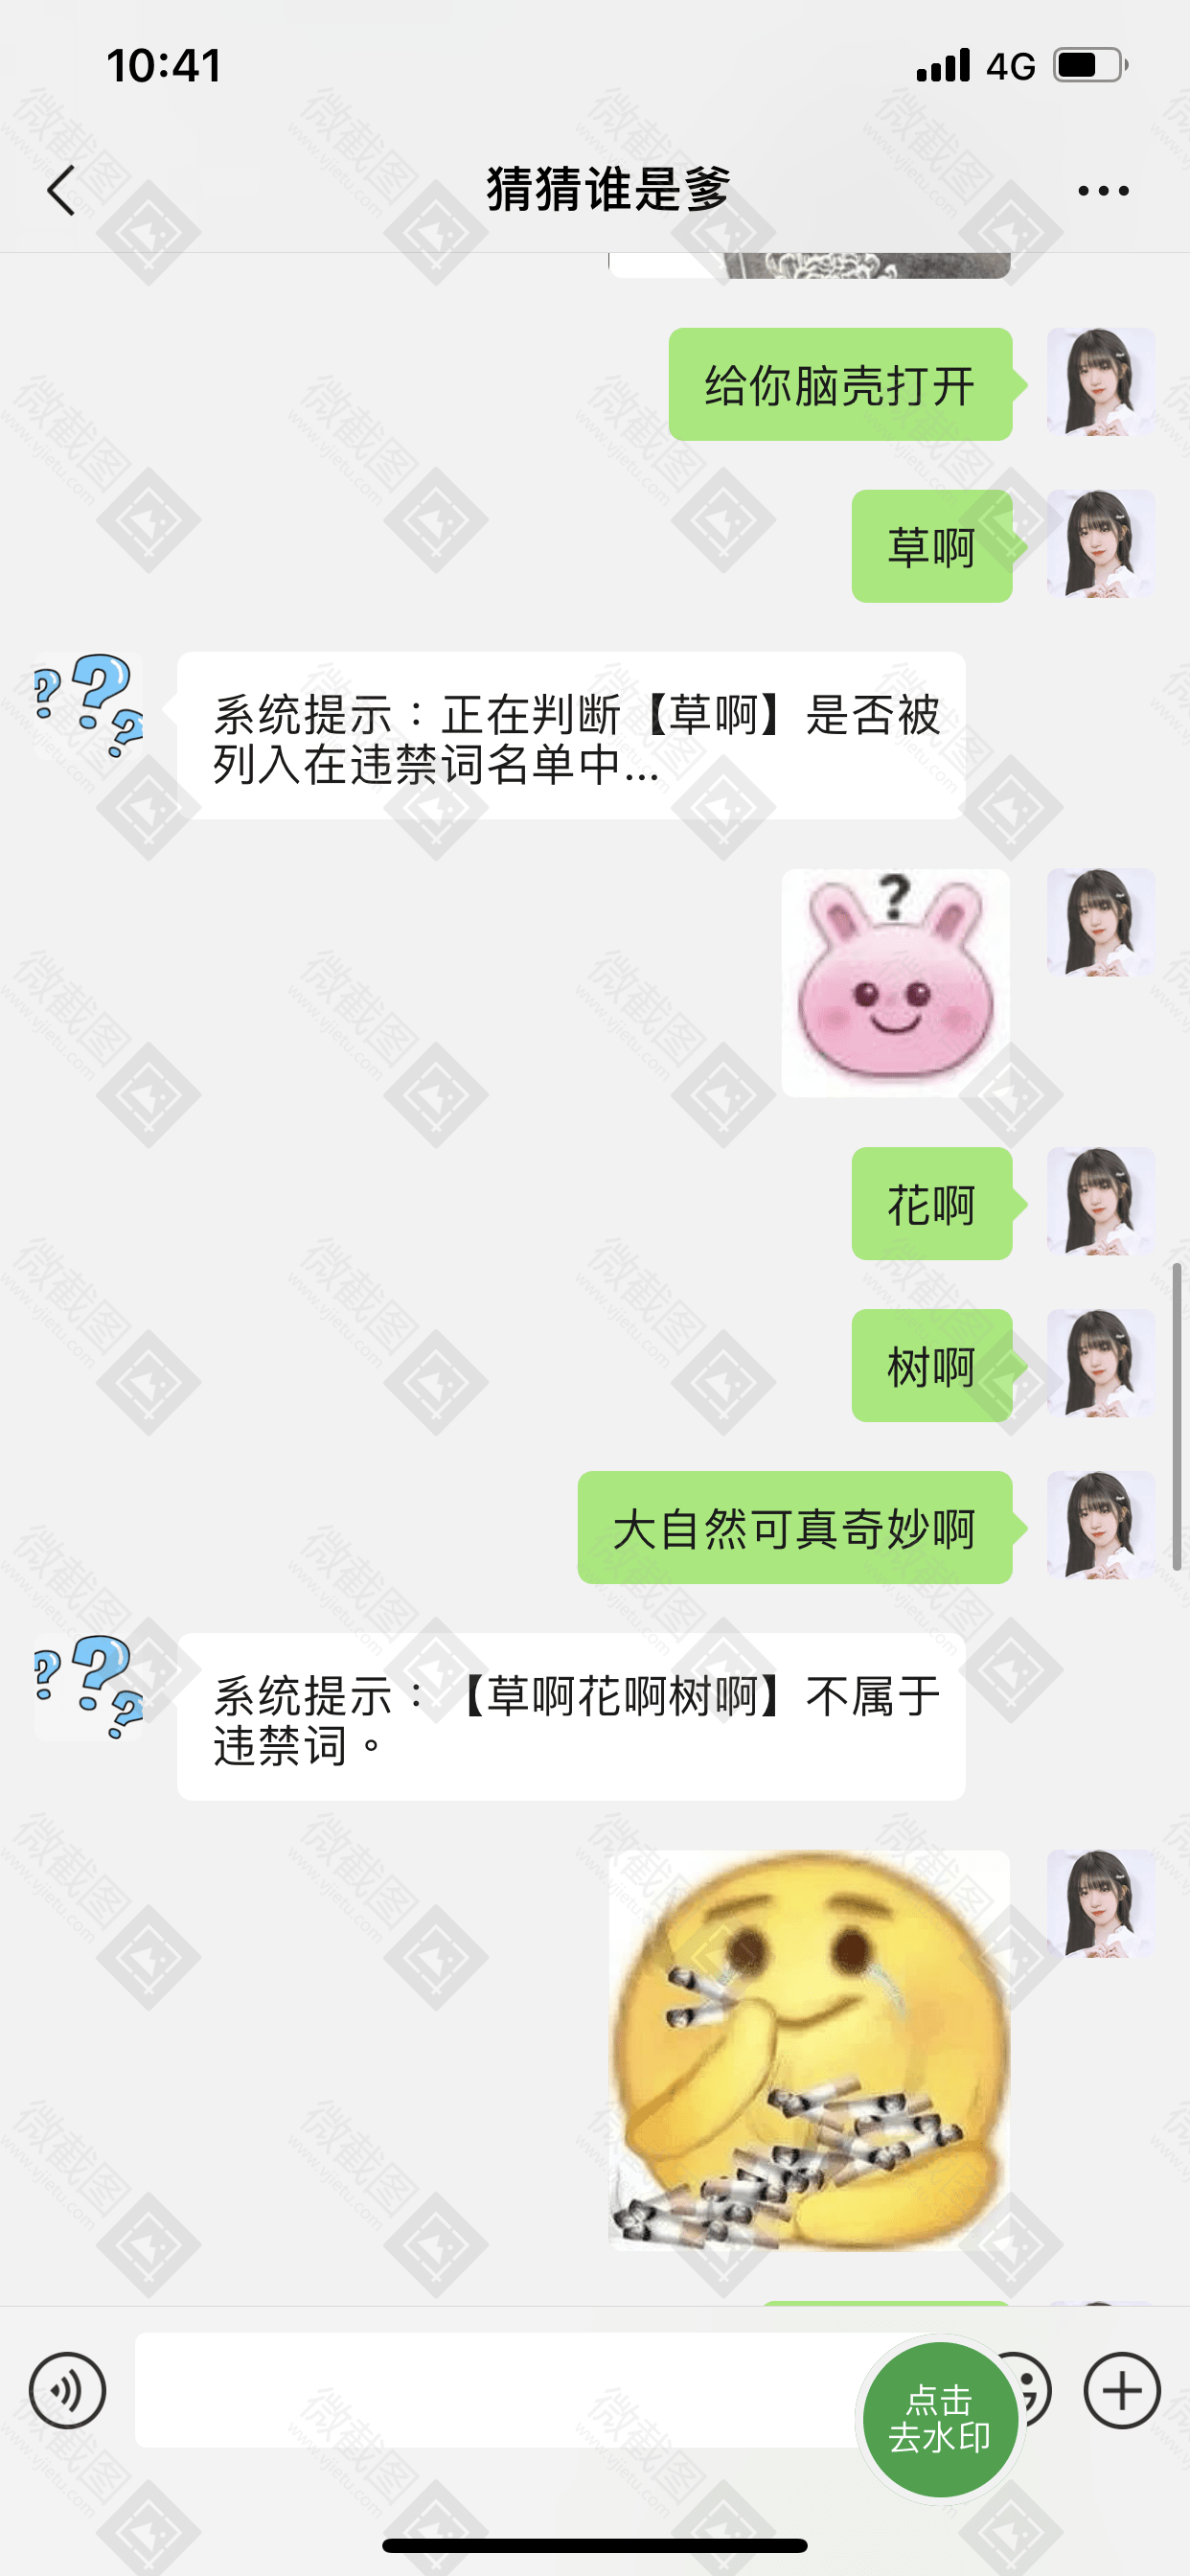 10:41
4G
猜猜谁是爹
给你脑壳打开
草啊
系统提示：正在判断【草啊】是否被
列入在违禁词名单中...
?
花啊
树啊
大自然可真奇妙啊
系统提示：【草啊花啊树啊】不属于
违禁词。
点击
去水印
微截图
www.vjietu.com